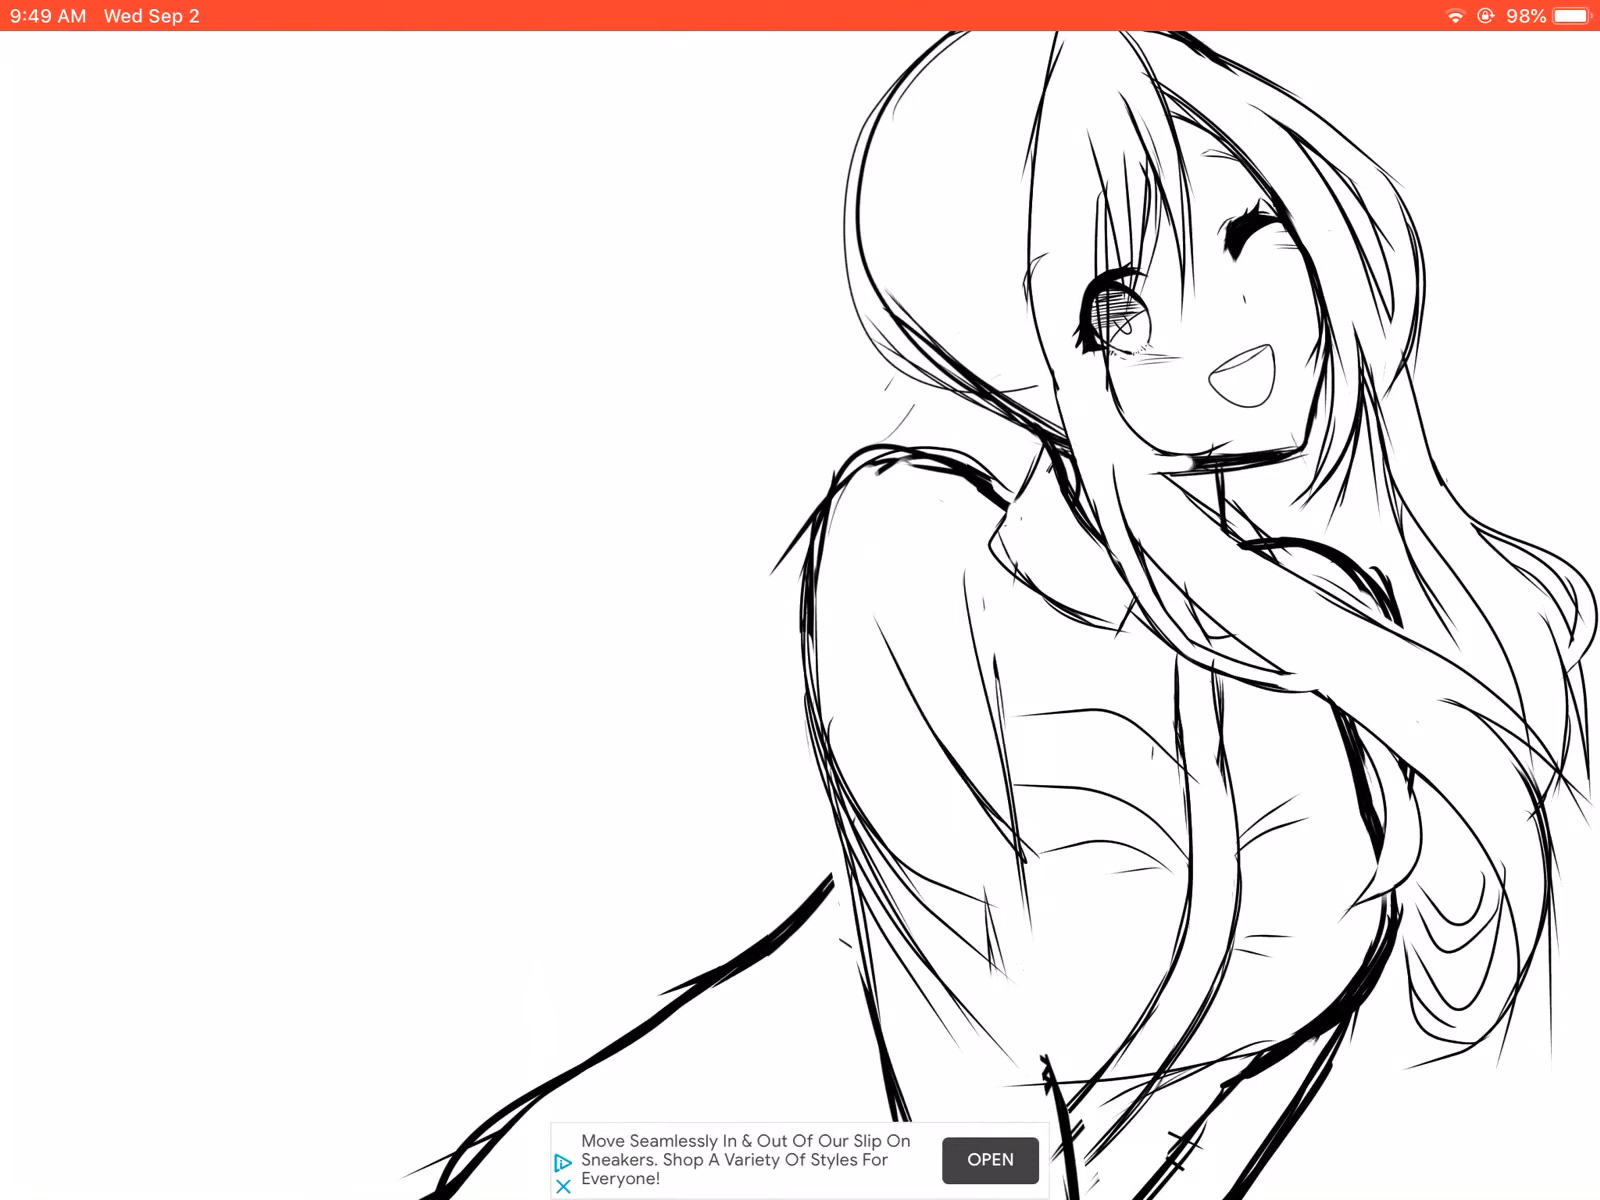 9:49 AM Wed Sep 2 98%
Move Seamlessly In & Out Of Our Slip On
Sneakers. Shop A Variety Of Styles For
Everyone!
OPEN